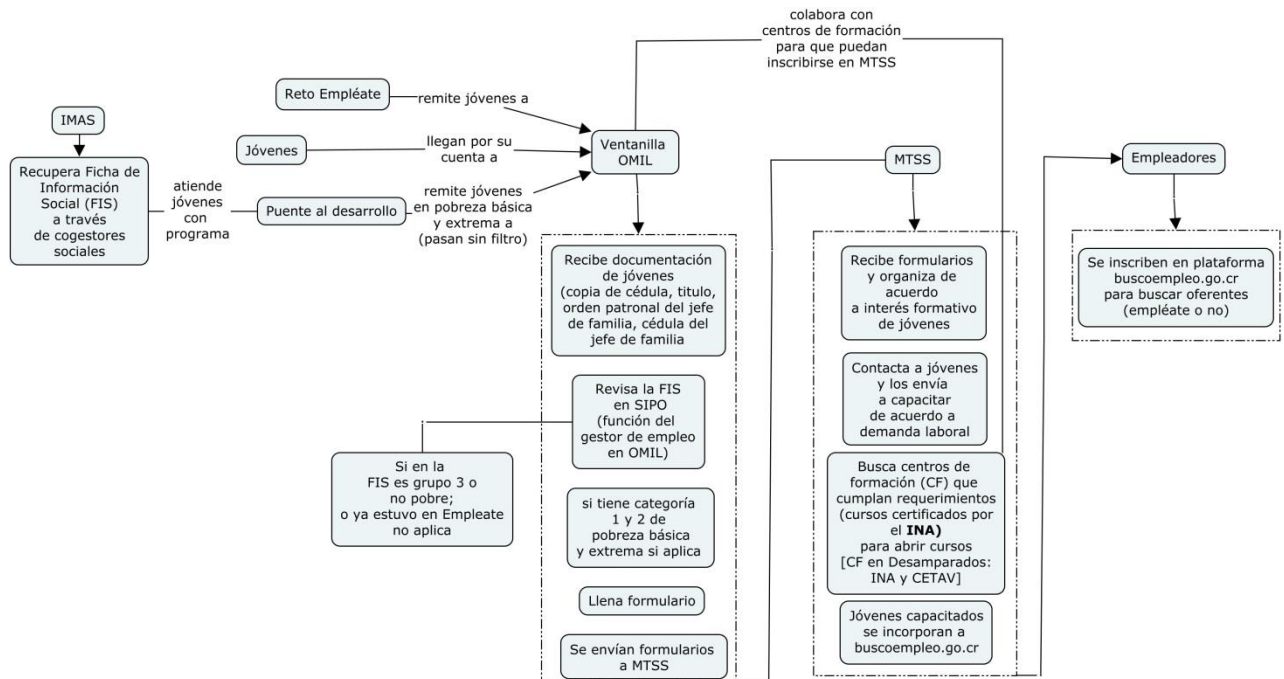 colabora con
centros de formación
para que puedan
inscribirse en MTSS
Reto Empléate
remite jóvenes a
IMAS
Jóvenes
llegan por su
cuenta a
Ventanilla
OMIL
MTSS
Empleadores
Recupera Ficha de
Información
Social (FIS)
a través
de cogestores
sociales
atiende
jóvenes
con
programa
Puente al desarrollo
remite jóvenes
en pobreza básica
y extrema a
(pasan sin filtro)
Recibe documentación
de jóvenes
(copia de cédula, titulo,
orden patronal del jefe
de familia, cédula del
jefe de familia
Revisa la FIS
en SIPO
(función del
gestor de empleo
en OMIL)
Si en la
FIS es grupo 3 o
no pobre;
o ya estuvo en Empleate
no aplica
si tiene categoría
1 y 2 de
pobreza básica
y extrema si aplica
Llena formulario
Se envían formularios
a MTSS
Recibe formularios
y organiza de
acuerdo
a interés formativo
de jóvenes
Contacta a jóvenes
y los envía
a capacitar
de acuerdo a
demanda laboral
Busca centros de
formación (CF) que
cumplan requerimientos
(cursos certificados por
el INA)
para abrir cursos
[CF en Desamparados:
INA y CETAV]
Jóvenes capacitados
se incorporan a
buscoempleo.go.cr
Se inscriben en plataforma
buscoempleo.go.cr
para buscar oferentes
(empléate o no)